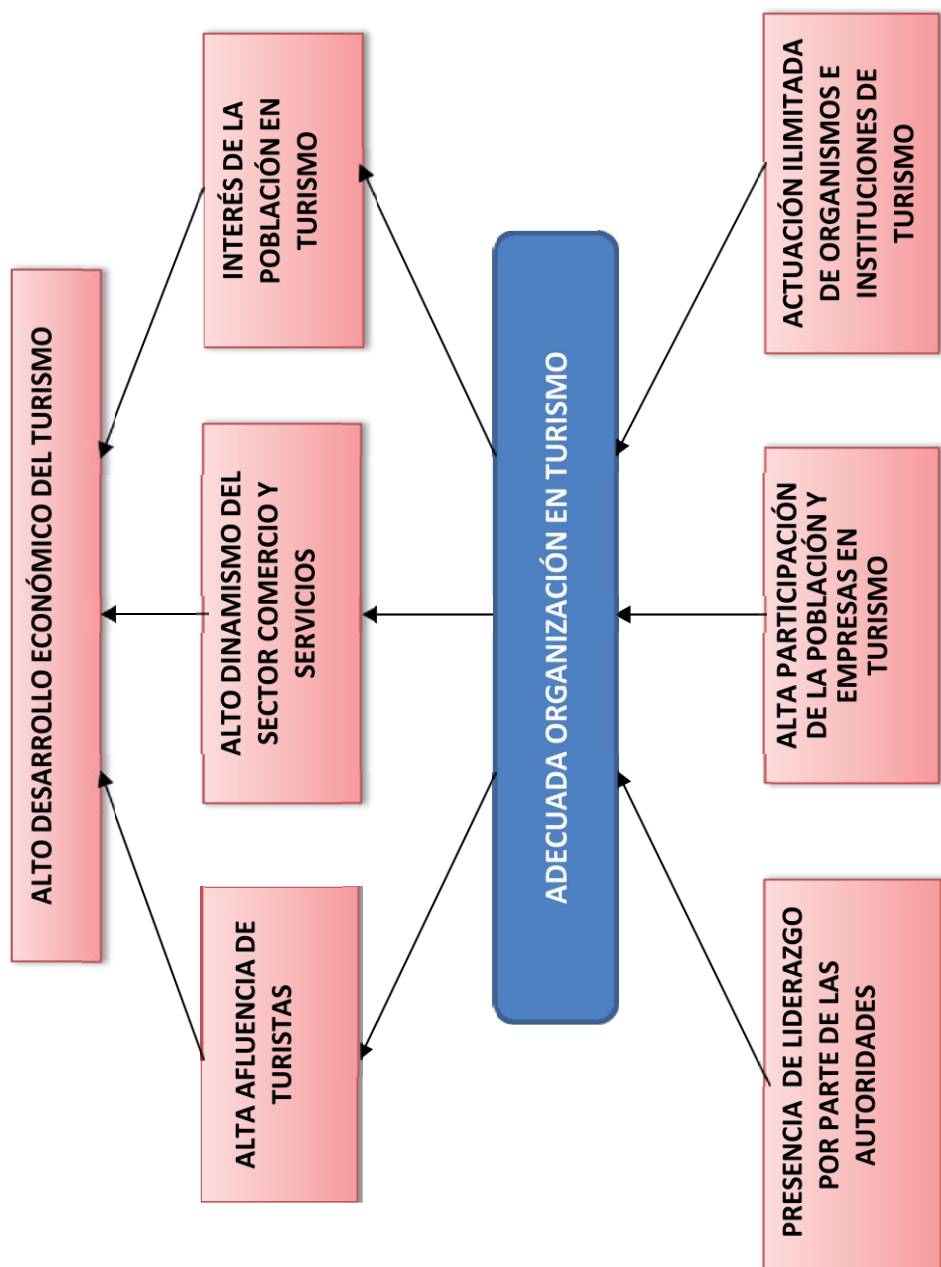 ALTO DESARROLLO ECONÓMICO DEL TURISMO
ALTA AFLUENCIA DE
TURISTAS
ALTO DINAMISMO DEL
SECTOR COMERCIO Y
SERVICIOS
INTERÉS DE LA
POBLACIÓN EN
TURISMO
ADECUADA ORGANIZACIÓN EN TURISMO
PRESENCIA DE LIDERAZGO
POR PARTE DE LAS
AUTORIDADES
ALTA PARTICIPACIÓN
DE LA POBLACIÓN Y
EMPRESAS EN
TURISMO
ACTUACIÓN ILIMITADA
DE ORGANISMOS E
INSTITUCIONES DE
TURISMO